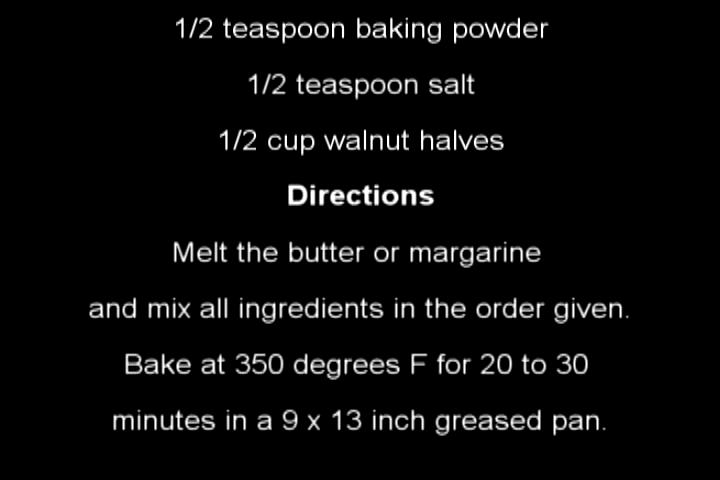 1/2 teaspoon baking powder
1/2 teaspoon salt
1/2 cup walnut halves
Directions
Melt the butter or margarine
and mix all ingredients in the order given.
Bake at 350 degrees F for 20 to 30
minutes in a 9 x 13 inch greased pan.